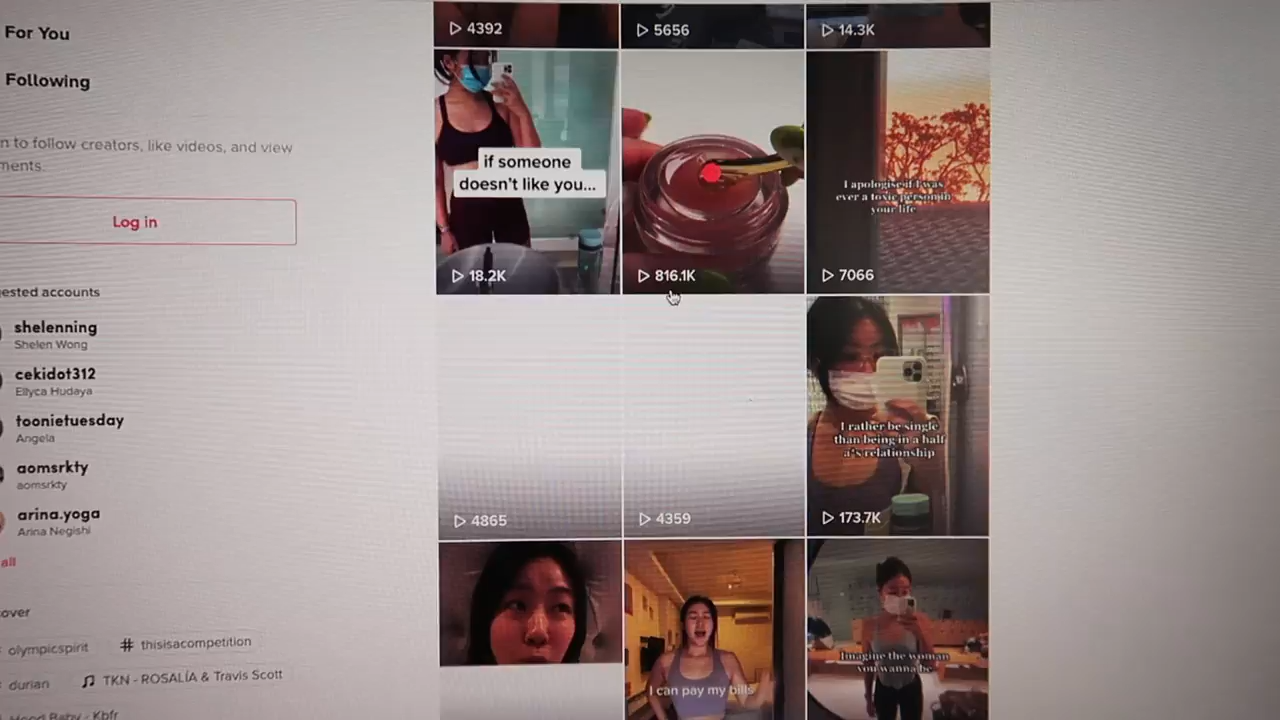 For You
Following
n to follow creators, like videos, and view
ments.
Log in
ested accounts
shelenning
Shelen Wong
cekidot312
Ellyca Hudaya
toonietuesday
Angela
aomsrkty
aomsrkty
arina.yoga
Arina Negishi
all
over
olympicspirit
# thisisacompetition
durian
TKN - ROSALÍA & Travis Scott
Hood Baby - Kbfr
4392
5656
14.3K
if someone
doesn't like you...
18.2K
816.1K
I apologise if I was
ever a toxic person in
your life
7066
4865
4359
I rather be single
than being in a half
a*s relationship
173.7K
I can pay my bills
Imagine the woman
you wanna be